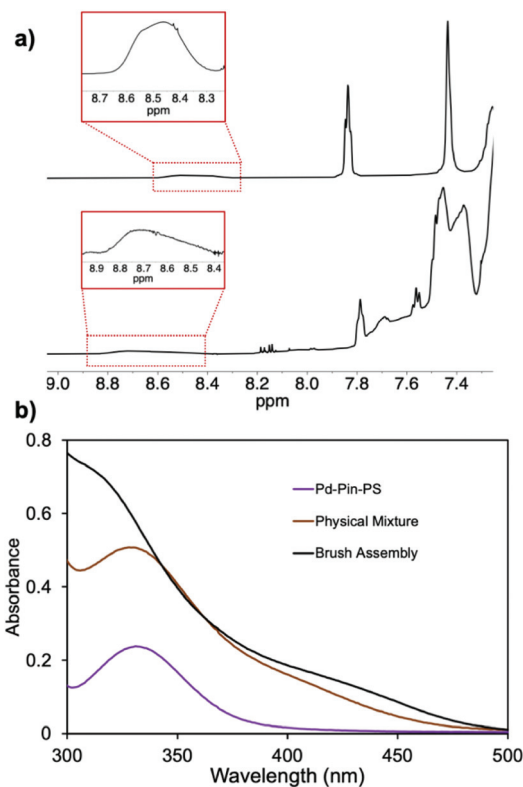 a)
8.7 8.6 8.5 8.4 8.3
ppm
8.9 8.8 8.7 8.6 8.5 8.4
ppm
9.0 8.8 8.6 8.4 8.2 8.0 7.8 7.6 7.4
ppm
b)
0.8
0.6
0.4
0.2
0
Absorbance
Pd-Pin-PS
Physical Mixture
Brush Assembly
300 350 400 450 500
Wavelength (nm)